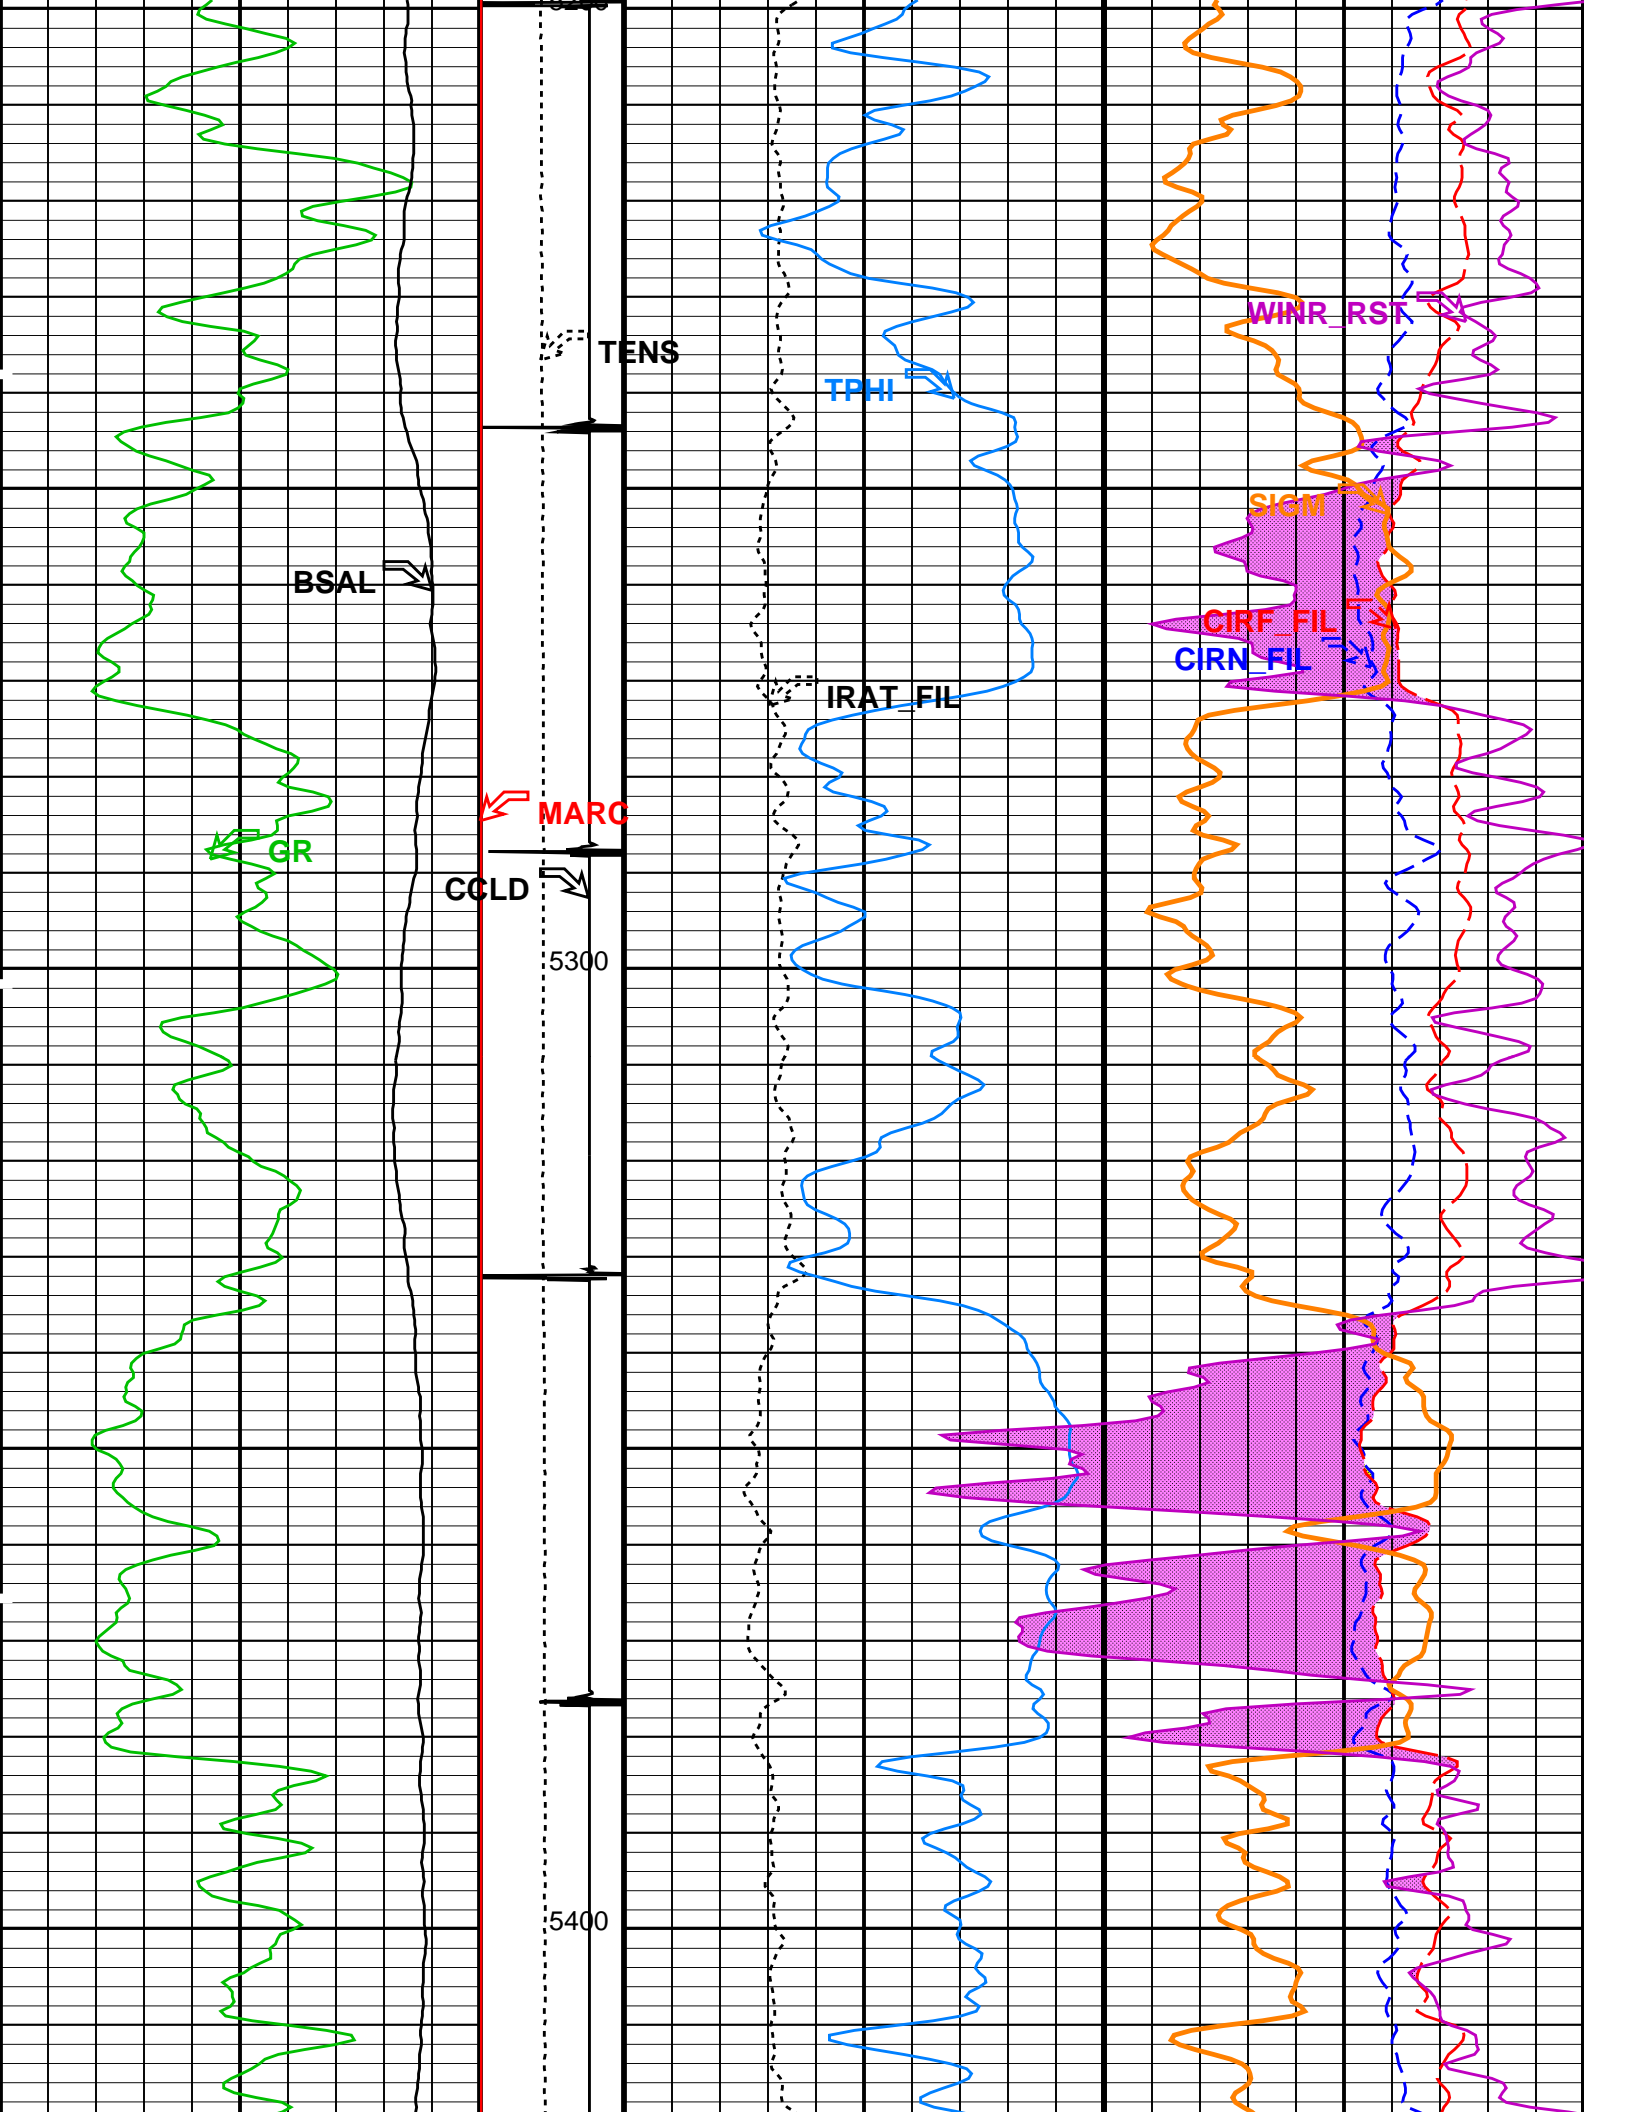 WINR_RST
TENS
TPHI
SIGM
BSAL
CIRF_FIL
CIRN_FIL
IRAT_FIL
MARC
GR
CCLD
5300
5400